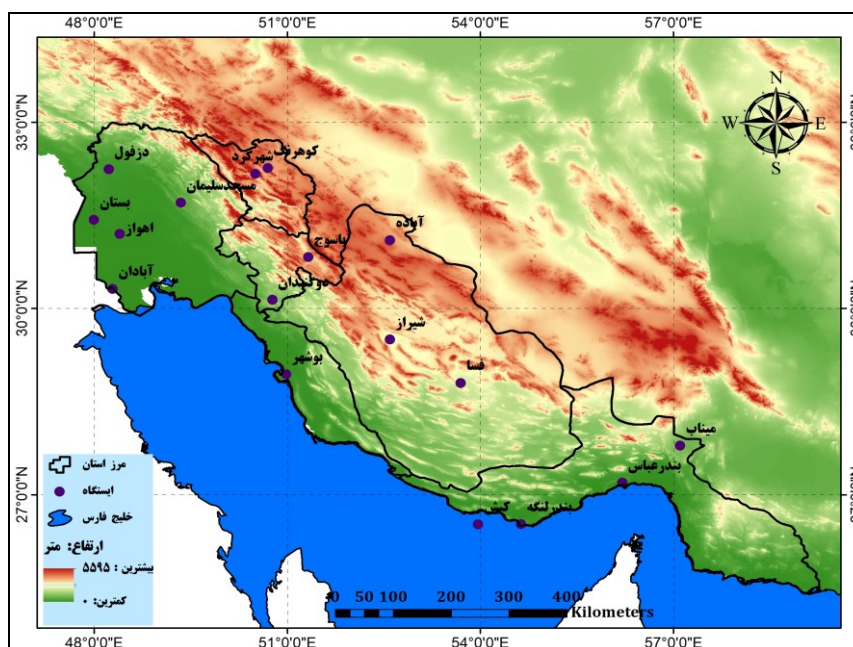 48°0'0"E
51°0'0"E
54°0'0"E
57°0'0"E
33°0'0"N
30°0'0"N
27°0'0"N
N
W
E
S
کوهرنگ
شهرکرد
دزفول
مسجدسلیمان
بستان
اهواز
آباده
یاسوج
آبادان
دوگنبدان
شیراز
بوشهر
فسا
میناب
بندرعباس
کیش
بندرلنگه
مرز استان
ایستگاه
خلیج فارس
ارتفاع: متر
بیشترین : ۵۵۹۵
کمترین: ۰
0 50 100 200 300 400
Kilometers
48°0'0"E
51°0'0"E
54°0'0"E
57°0'0"E